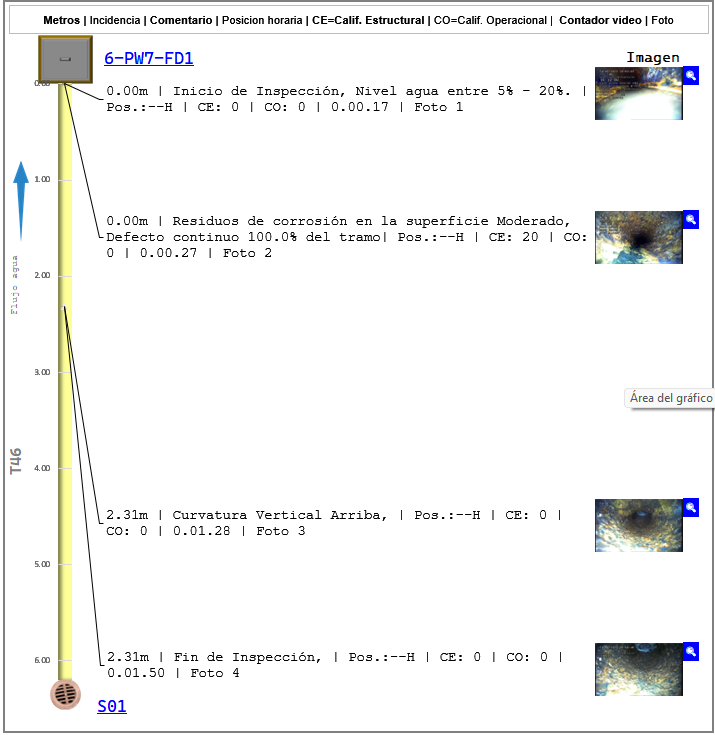 Metros | Incidencia | Comentario | Posicion horaria | CE=Calif. Estructural | CO=Calif. Operacional | Contador video | Foto
6-PW7-FD1
Imagen
0.00
0.00m | Inicio de Inspección, Nivel agua entre 5% - 20%. |
Pos.:--H | CE: 0 | CO: 0 | 0.00.17 | Foto 1
1.00
0.00m | Residuos de corrosión en la superficie Moderado,
Defecto continuo 100.0% del tramo| Pos.:--H | CE: 20 | CO:
0 | 0.00.27 | Foto 2
Flujo agua
2.00
3.00
Área del gráfico
T46
4.00
2.31m | Curvatura Vertical Arriba, | Pos.:--H | CE: 0 |
CO: 0 | 0.01.28 | Foto 3
5.00
2.31m | Fin de Inspección, | Pos.:--H | CE: 0 | CO: 0 |
0.01.50 | Foto 4
6.00
S01